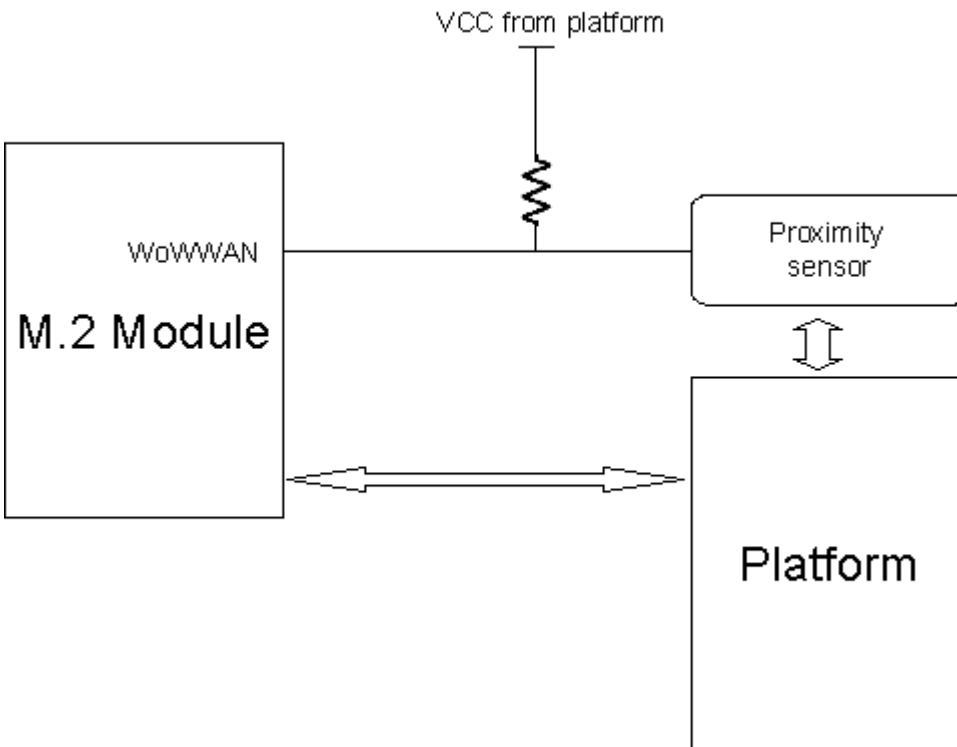 VCC from platform
WoWWAN
M.2 Module
Proximity
sensor
Platform